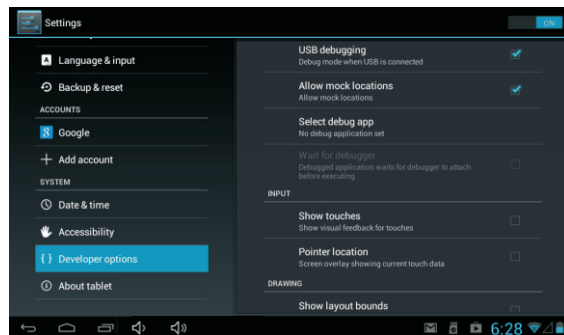 Settings
ON
Language & input
Backup & reset
ACCOUNTS
8
Google
Add account
SYSTEM
Date & time
Accessibility
{ } Developer options
About tablet
USB debugging
Debug mode when USB is connected
Allow mock locations
Allow mock locations
Select debug app
No debug application set
Wait for debugger
Debugged application waits for debugger to attach
before executing
INPUT
Show touches
Show visual feedback for touches
Pointer location
Screen overlay showing current touch data
DRAWING
Show layout bounds
6:28